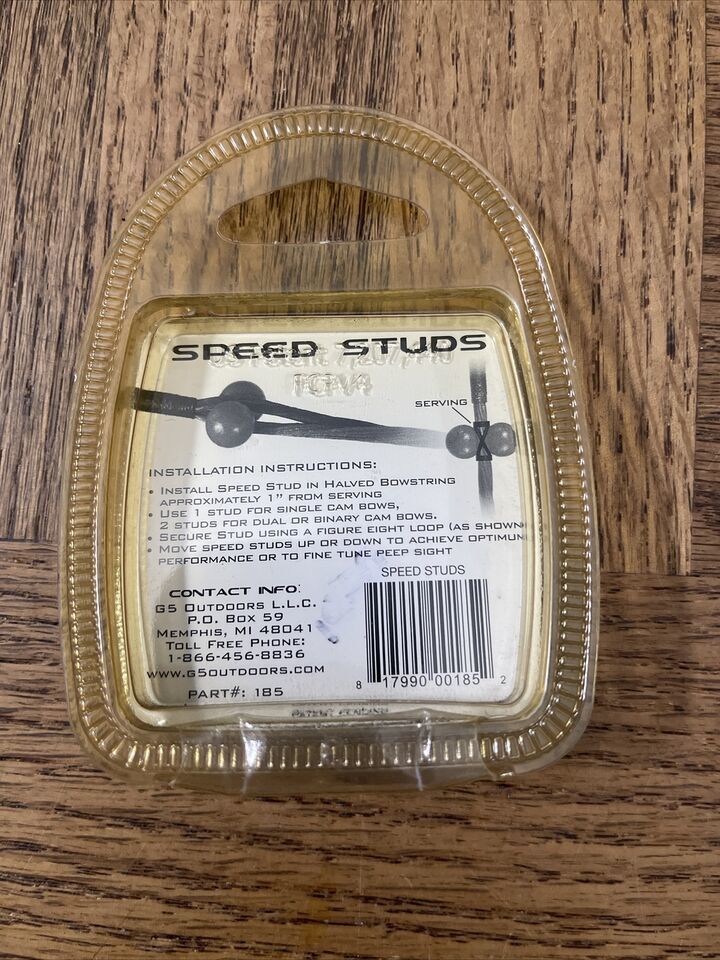 SPEED STUDS
SERVING
INSTALLATION INSTRUCTIONS:
• INSTALL SPEED STUD IN HALVED BOWSTRING
APPROXIMATELY 1" FROM SERVING
• USE 1 STUD FOR SINGLE CAM BOWS,
2 STUDS FOR DUAL OR BINARY CAM BOWS.
• SECURE STUD USING A FIGURE EIGHT LOOP (AS SHOWN
• MOVE SPEED STUDS UP OR DOWN TO ACHIEVE OPTIMUM
PERFORMANCE OR TO FINE TUNE PEEP SIGHT
CONTACT INFO:
G5 OUTDOORS L.L.C.
P.O. BOX 59
MEMPHIS, MI 48041
TOLL FREE PHONE:
1-866-456-8836
WWW.G5OUTDOORS.COM
PART#: 185
SPEED STUDS
8 17990 00185 2
PATENT PENDING